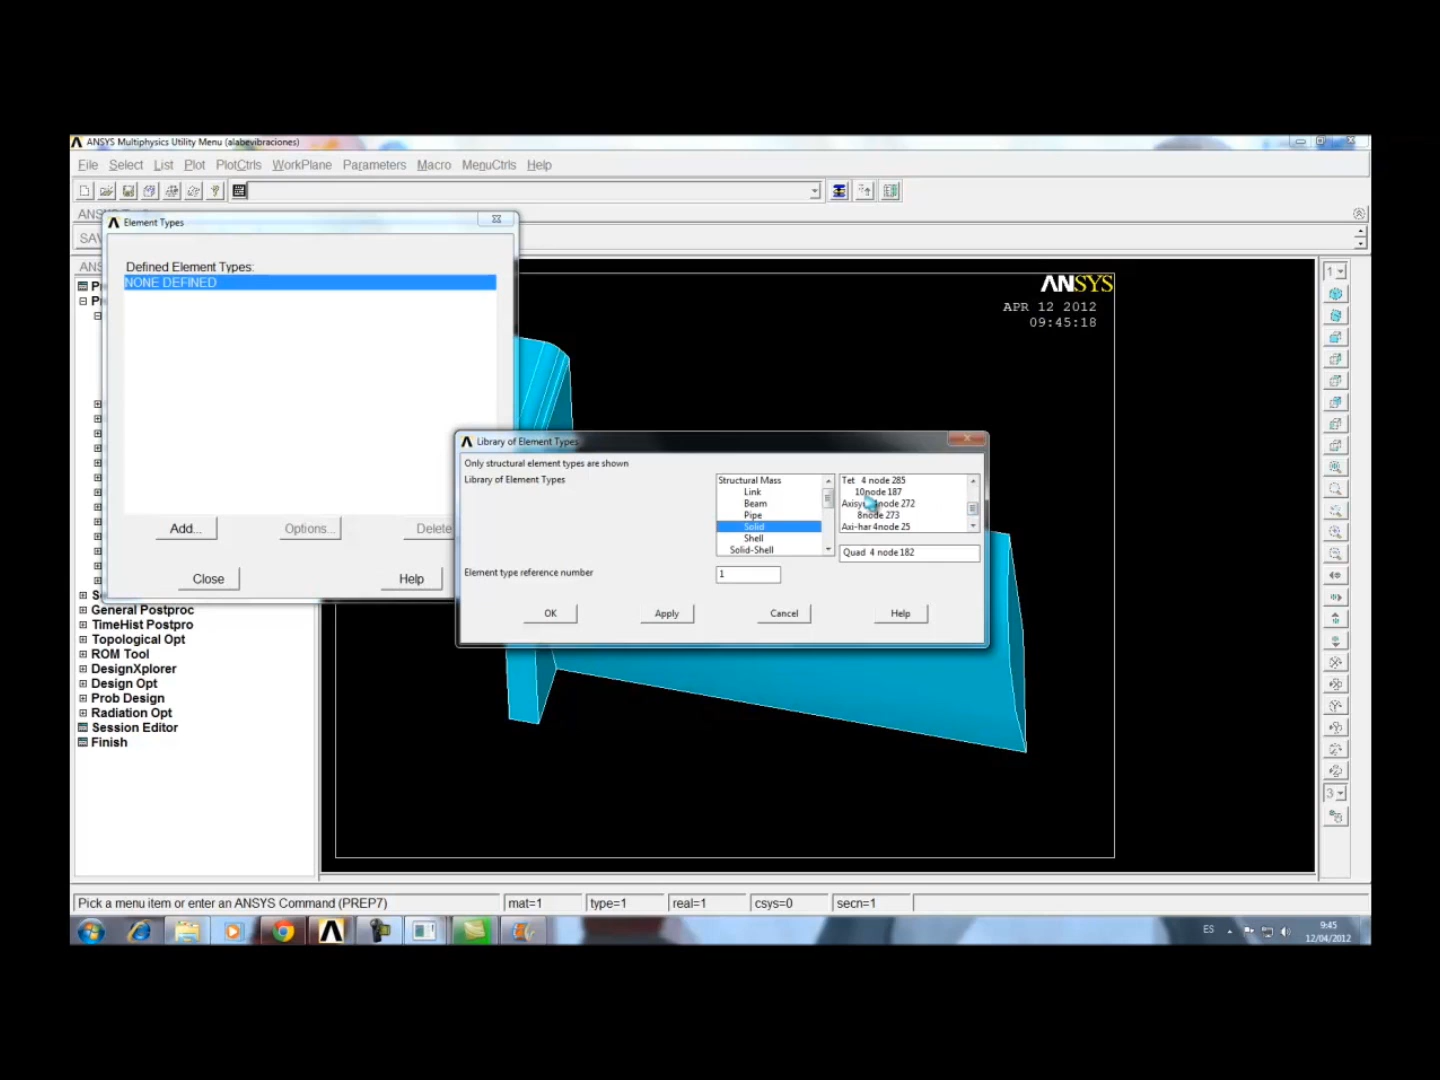 ANSYS Multiphysics Utility Menu (alabevibraciones)
File Select List Plot PlotCtrls WorkPlane Parameters Macro MenuCtrls Help
ANS
Element Types
SAV
ANS
Defined Element Types:
NONE DEFINED
ANSYS
APR 12 2012
09:45:18
1
Library of Element Types
Only structural element types are shown
Library of Element Types
Structural Mass
Link
Beam
Pipe
Solid
Shell
Solid-Shell
Tet 4 node 285
10node 187
node 272
8node 273
Axi-har 4node 25
Quad 4 node 182
Element type reference number
1
OK Apply Cancel Help
Add... Options... Delete
Close Help
General Postproc
TimeHist Postpro
Topological Opt
ROM Tool
DesignXplorer
Design Opt
Prob Design
Radiation Opt
Session Editor
Finish
3
Pick a menu item or enter an ANSYS Command (PREP7) mat=1 type=1 real=1 csys=0 secn=1
ES
9:45
12/04/2012